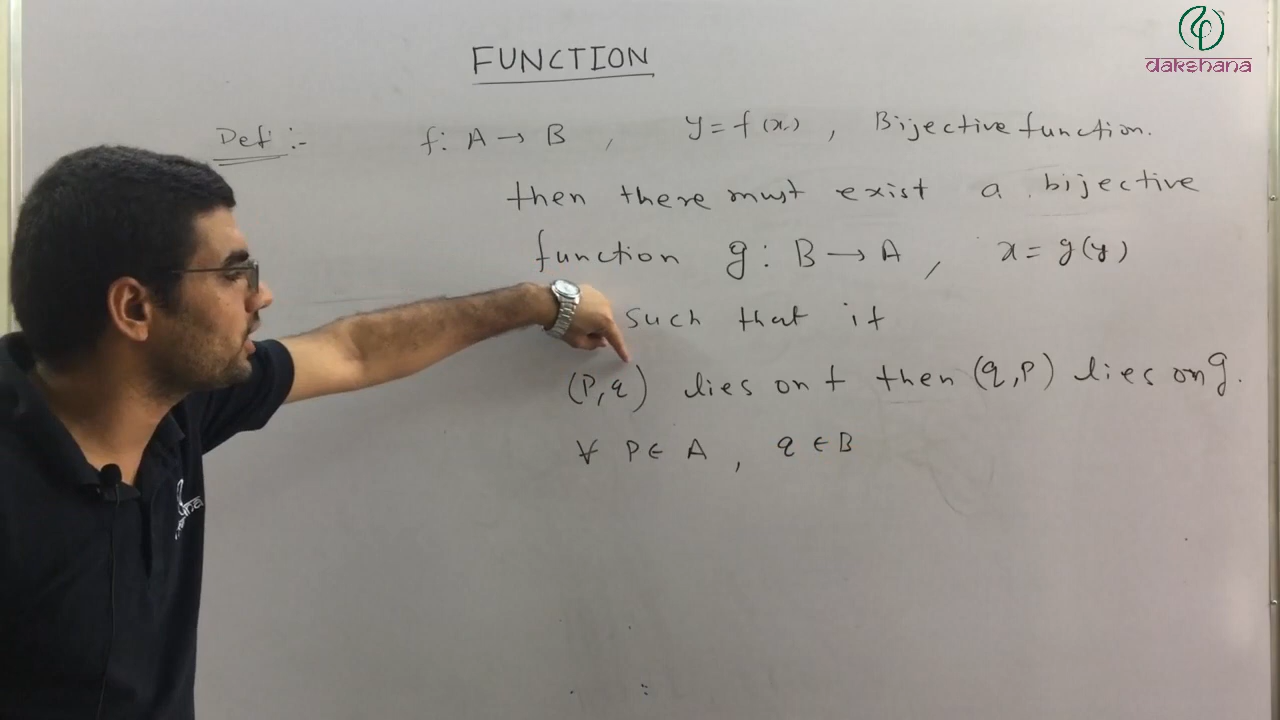 FUNCTION
dakshana
Def :- f: A → B , y = f(x) , Bijective function.
then there must exist a bijective
function g : B → A , x = g(y)
such that if
(P,q) lies on f then (q,P) lies on g.
∀ P ∈ A , q ∈ B